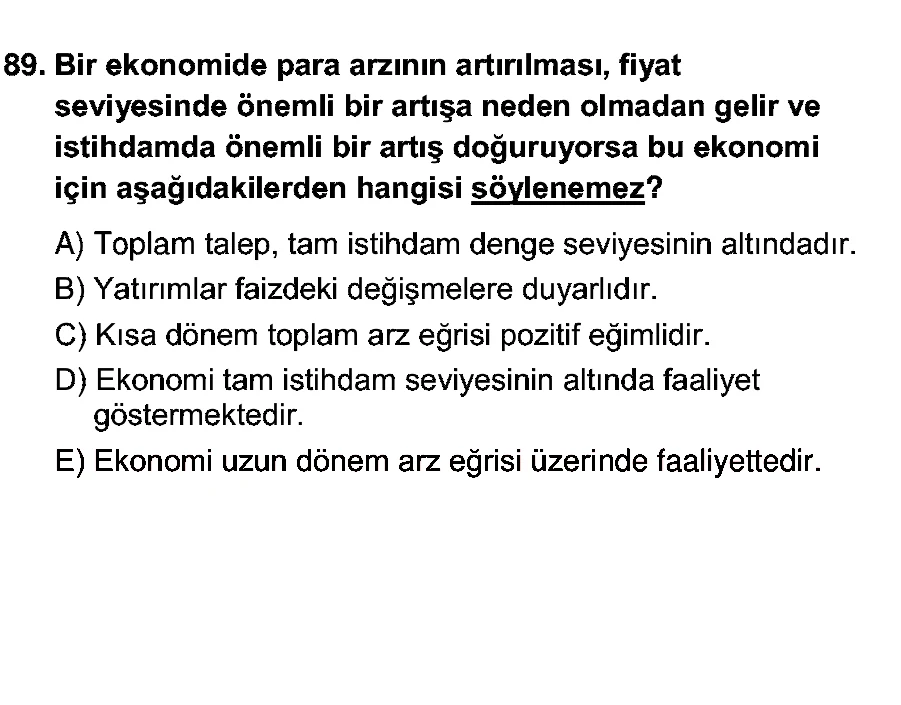 89. Bir ekonomide para arzının artırılması, fiyat
seviyesinde önemli bir artışa neden olmadan gelir ve
istihdamda önemli bir artış doğuruyorsa bu ekonomi
için aşağıdakilerden hangisi söylenemez?
A) Toplam talep, tam istihdam denge seviyesinin altındadır.
B) Yatırımlar faizdeki değişmelere duyarlıdır.
C) Kısa dönem toplam arz eğrisi pozitif eğimlidir.
D) Ekonomi tam istihdam seviyesinin altında faaliyet
göstermektedir.
E) Ekonomi uzun dönem arz eğrisi üzerinde faaliyettedir.